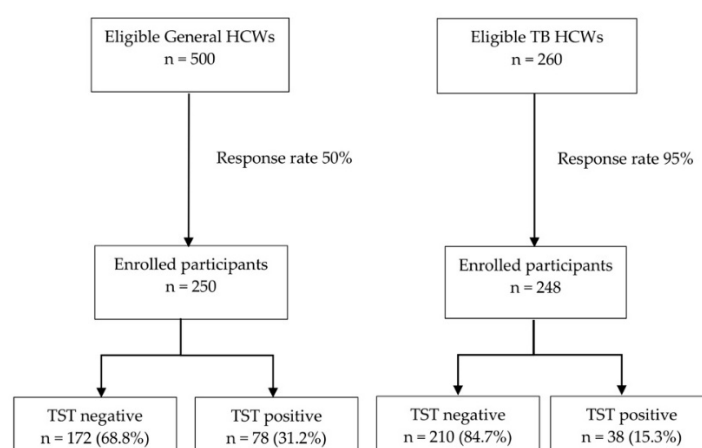 Eligible General HCWs
n = 500
Eligible TB HCWs
n = 260
Response rate 50%
Response rate 95%
Enrolled participants
n = 250
Enrolled participants
n = 248
TST negative
n = 172 (68.8%)
TST positive
n = 78 (31.2%)
TST negative
n = 210 (84.7%)
TST positive
n = 38 (15.3%)